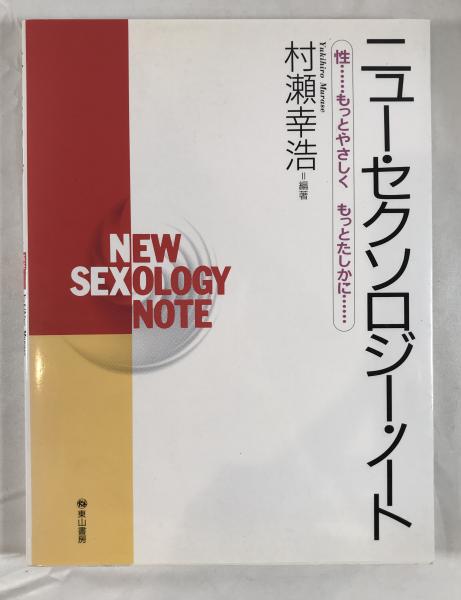 ニュー・セクソロジー・ノート
性……もっとやさしく もっとたしかに……
Yukihiro Murase
村瀬幸浩=編著
NEW
SEXOLOGY
NOTE
東山書房